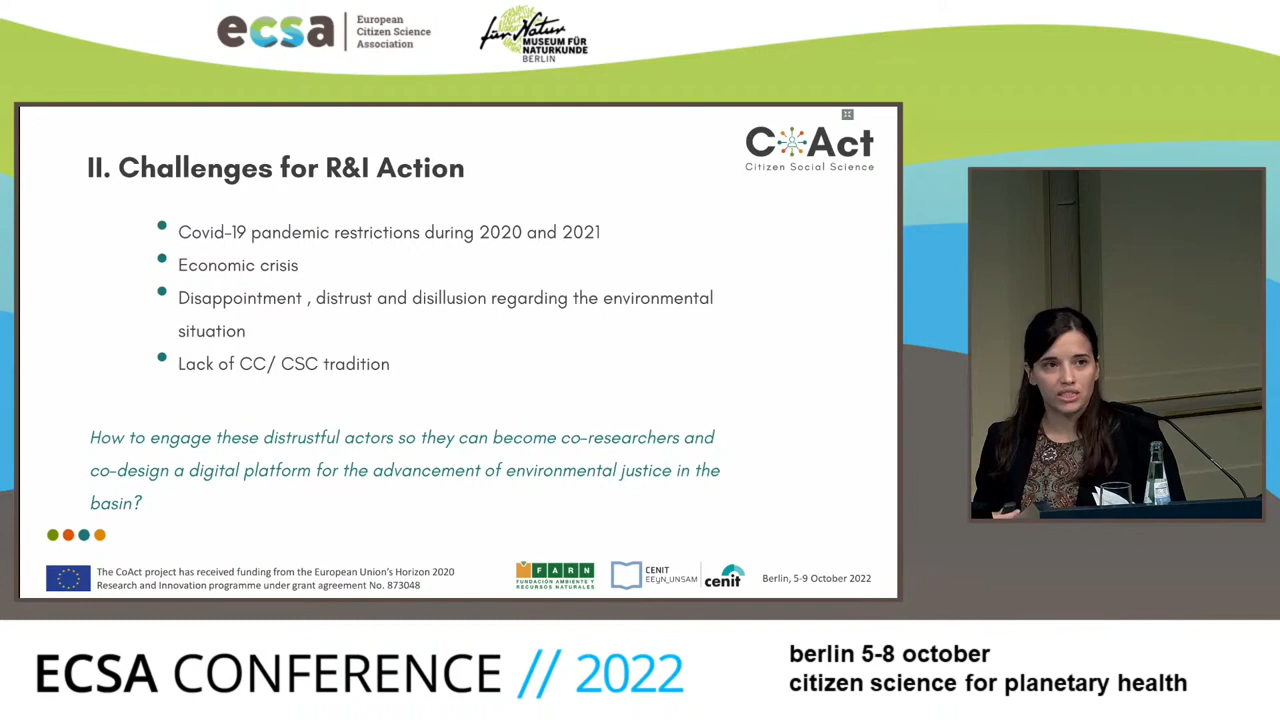 ecsa
European
Citizen Science
Association
für Natur
MUSEUM FÜR
NATURKUNDE
BERLIN
CoAct
Citizen Social Science
II. Challenges for R&I Action
Covid-19 pandemic restrictions during 2020 and 2021
Economic crisis
Disappointment , distrust and disillusion regarding the environmental
situation
Lack of CC/ CSC tradition
How to engage these distrustful actors so they can become co-researchers and
co-design a digital platform for the advancement of environmental justice in the
basin?
The CoAct project has received funding from the European Union's Horizon 2020
Research and Innovation programme under grant agreement No. 873048
FARN
FUNDACIÓN AMBIENTE Y
RECURSOS NATURALES
CENIT
EEyN_UNSAM
cenit
Berlin, 5-9 October 2022
ECSA CONFERENCE // 2022
berlin 5-8 october
citizen science for planetary health